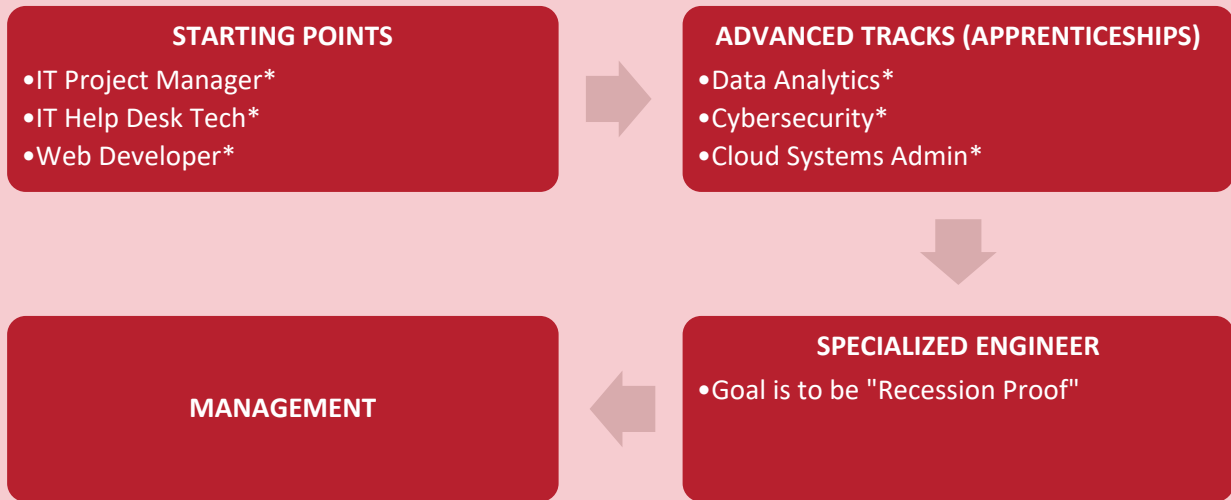 STARTING POINTS
•IT Project Manager*
•IT Help Desk Tech*
•Web Developer*
ADVANCED TRACKS (APPRENTICESHIPS)
•Data Analytics*
•Cybersecurity*
•Cloud Systems Admin*
SPECIALIZED ENGINEER
•Goal is to be "Recession Proof"
MANAGEMENT